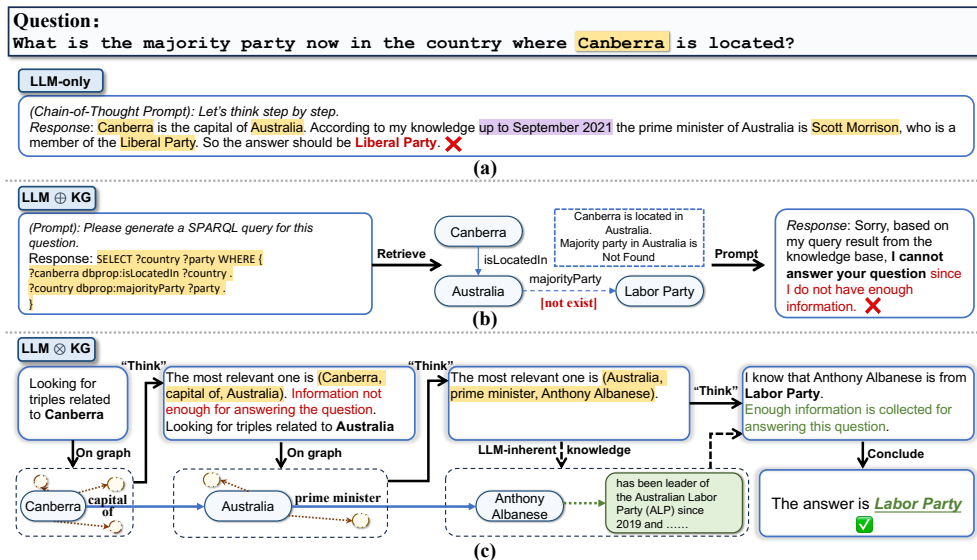 Question:
What is the majority party now in the country where Canberra is located?
LLM-only
(Chain-of-Thought Prompt): Let's think step by step.
Response: Canberra is the capital of Australia. According to my knowledge up to September 2021 the prime minister of Australia is Scott Morrison, who is a
member of the Liberal Party. So the answer should be Liberal Party.
(a)
LLM ⊕ KG
(Prompt): Please generate a SPARQL query for this
question.
Response: SELECT ?country ?party WHERE {
?canberra dbprop:isLocatedIn ?country .
?country dbprop:majorityParty ?party .
}
Retrieve
Canberra
isLocatedIn
Australia
majorityParty
[not exist]
Labor Party
Canberra is located in
Australia.
Majority party in Australia is
Not Found
Prompt
Response: Sorry, based on
my query result from the
knowledge base, I cannot
answer your question since
I do not have enough
information.
(b)
LLM ⊗ KG
Looking for
triples related
to Canberra
"Think"
The most relevant one is (Canberra,
capital of, Australia). Information not
enough for answering the question.
Looking for triples related to Australia
"Think"
The most relevant one is (Australia,
prime minister, Anthony Albanese).
"Think"
I know that Anthony Albanese is from
Labor Party.
Enough information is collected for
answering this question.
On graph
On graph
LLM-inherent knowledge
Conclude
Canberra
capital
of
Australia
prime minister
Anthony
Albanese
has been leader of
the Australian Labor
Party (ALP) since
2019 and ……
The answer is Labor Party
(c)